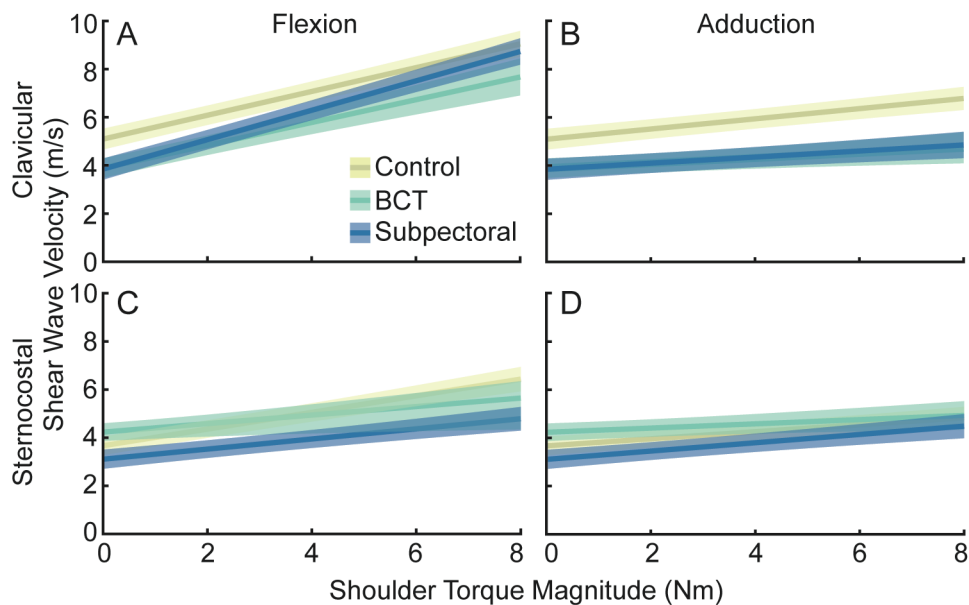 Flexion
Adduction
A
B
10
8
6
4
2
0
Clavicular
Shear Wave Velocity (m/s)
Control
BCT
Subpectoral
C
D
10
8
6
4
2
0
Sternocostal
0
2
4
6
8
0
2
4
6
8
Shoulder Torque Magnitude (Nm)